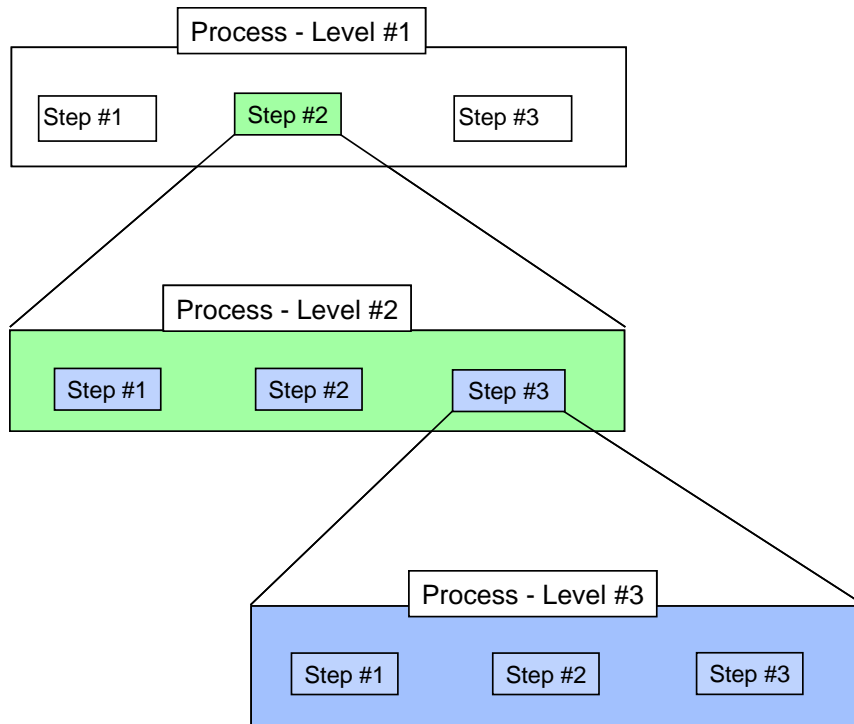 Process - Level #1
Step #1
Step #2
Step #3
Process - Level #2
Step #1
Step #2
Step #3
Process - Level #3
Step #1
Step #2
Step #3